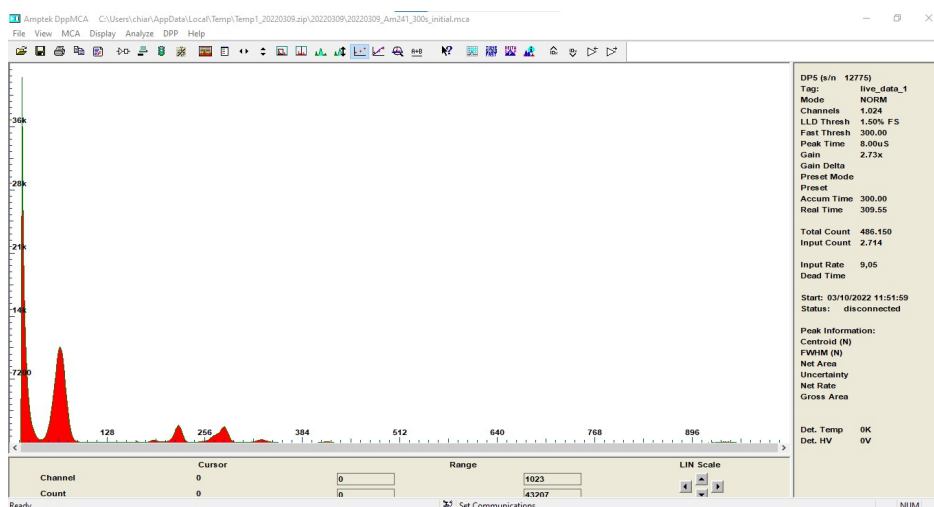 Amptek DppMCA C:\Users\chiar\AppData\Local\Temp\Temp1_20220309.zip\20220309\20220309_Am241_300s_initial.mca
File View MCA Display Analyze DPP Help
A+B
36k
28k
21k
14k
7200
128 256 384 512 640 768 896
DP5 (s/n 12775)
Tag: live_data_1
Mode NORM
Channels 1.024
LLD Thresh 1.50% FS
Fast Thresh 300.00
Peak Time 8.00uS
Gain 2.73x
Gain Delta
Preset Mode
Preset
Accum Time 300.00
Real Time 309.55
Total Count 486.150
Input Count 2.714
Input Rate 9,05
Dead Time
Start: 03/10/2022 11:51:59
Status: disconnected
Peak Information:
Centroid (N)
FWHM (N)
Net Area
Uncertainty
Net Rate
Gross Area
Det. Temp 0K
Det. HV 0V
Cursor Range LIN Scale
Channel 0 0 1023
Count 0 0 43207
Ready Set Communications NUM